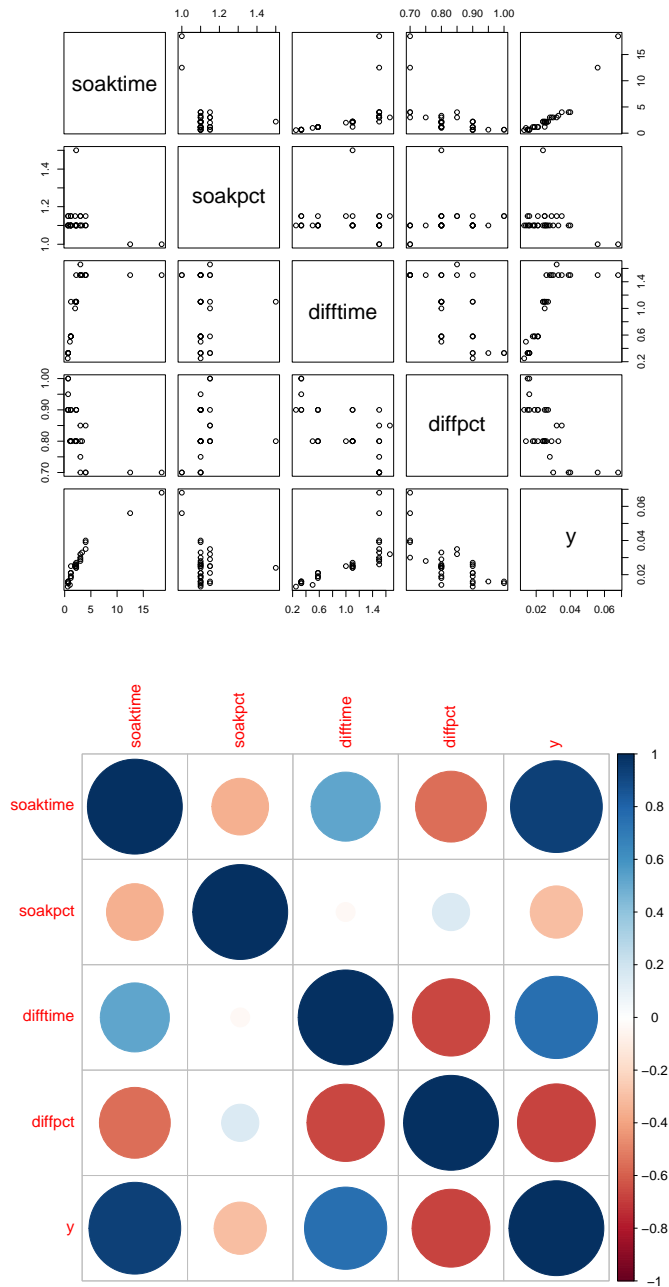 1.0 1.2 1.4 0.70 0.80 0.90 1.00
soaktime
0 5 10 15
1.0 1.2 1.4
soakpct
difftime
0.2 0.6 1.0 1.4
0.70 0.80 0.90 1.00
diffpct
y
0.02 0.04 0.06
0 5 10 15 0.2 0.6 1.0 1.4 0.02 0.04 0.06
soaktime soakpct difftime diffpct y
1
soaktime
0.8
0.6
soakpct
0.4
0.2
difftime
0
−0.2
diffpct
−0.4
−0.6
y
−0.8
−1